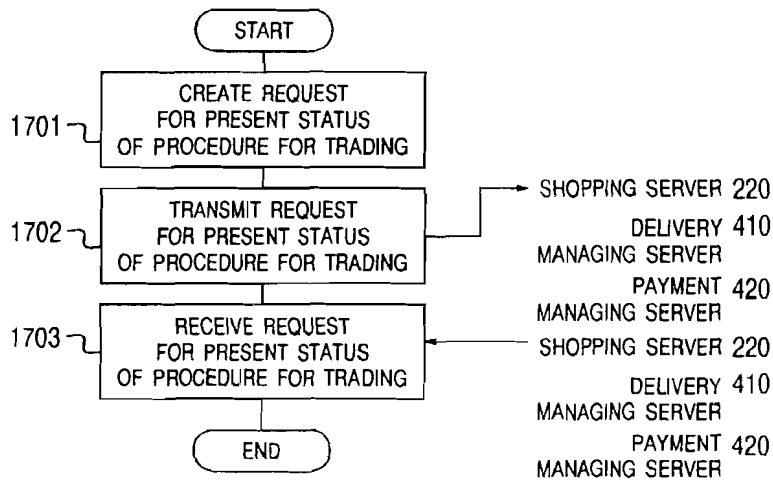 START
CREATE REQUEST
FOR PRESENT STATUS
OF PROCEDURE FOR TRADING
1701
TRANSMIT REQUEST
FOR PRESENT STATUS
OF PROCEDURE FOR TRADING
1702
SHOPPING SERVER 220
DELIVERY 410
MANAGING SERVER
PAYMENT 420
MANAGING SERVER
RECEIVE REQUEST
FOR PRESENT STATUS
OF PROCEDURE FOR TRADING
1703
SHOPPING SERVER 220
DELIVERY 410
MANAGING SERVER
PAYMENT 420
MANAGING SERVER
END